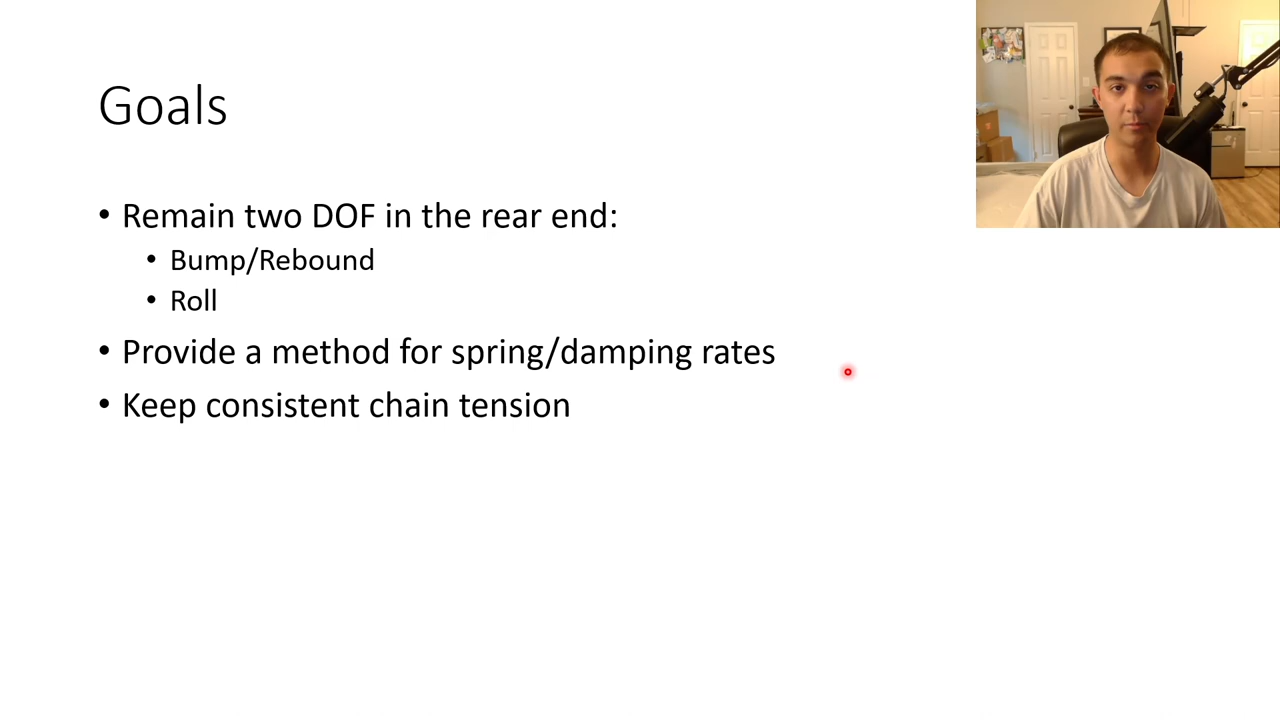 Goals
• Remain two DOF in the rear end:
• Bump/Rebound
• Roll
• Provide a method for spring/damping rates
• Keep consistent chain tension